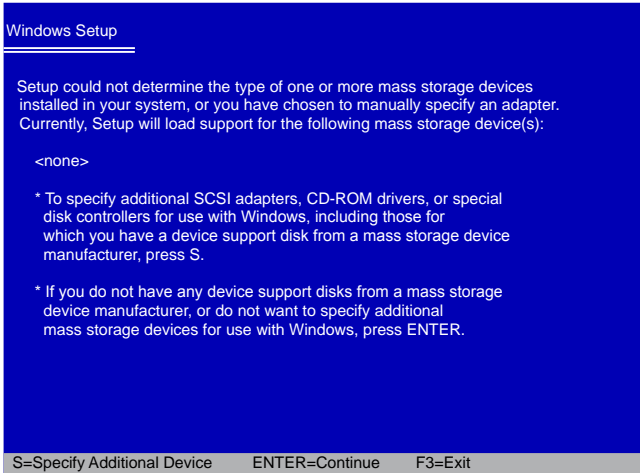 Windows Setup
Setup could not determine the type of one or more mass storage devices
installed in your system, or you have chosen to manually specify an adapter.
Currently, Setup will load support for the following mass storage device(s):
<none>
* To specify additional SCSI adapters, CD-ROM drivers, or special
disk controllers for use with Windows, including those for
which you have a device support disk from a mass storage device
manufacturer, press S.
* If you do not have any device support disks from a mass storage
device manufacturer, or do not want to specify additional
mass storage devices for use with Windows, press ENTER.
S=Specify Additional Device ENTER=Continue F3=Exit